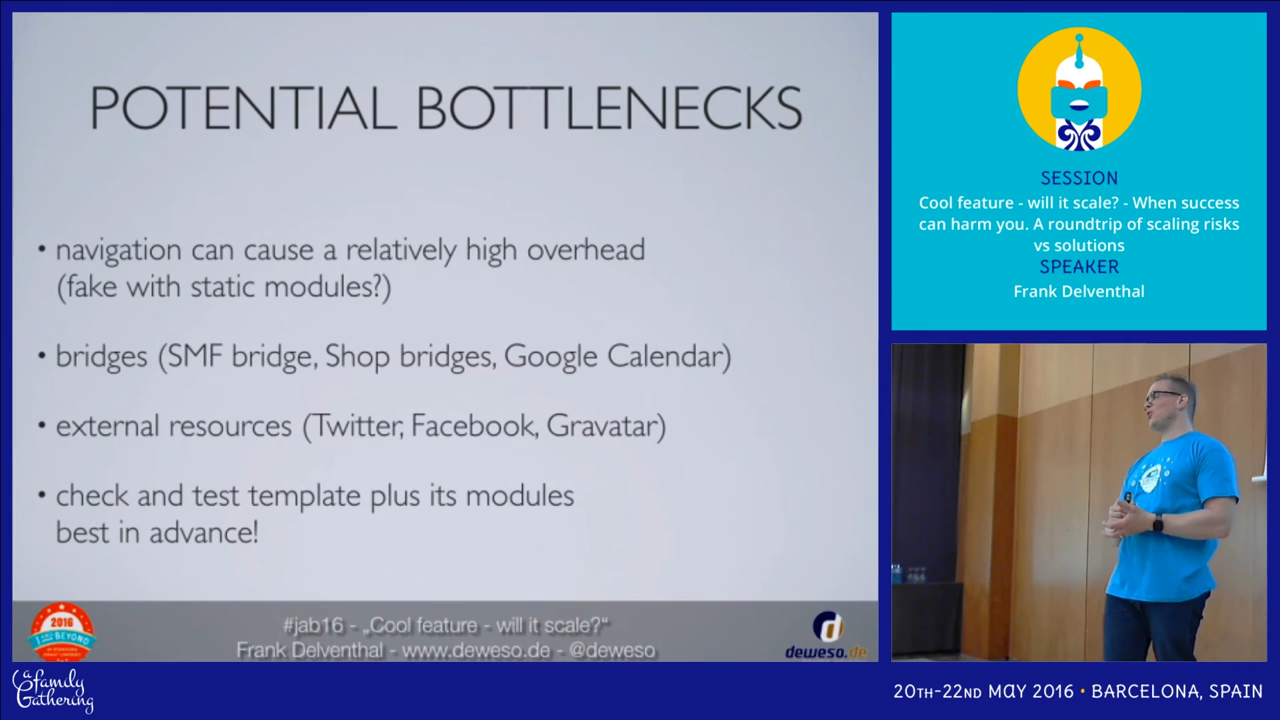 POTENTIAL BOTTLENECKS
• navigation can cause a relatively high overhead
(fake with static modules?)
• bridges (SMF bridge, Shop bridges, Google Calendar)
• external resources (Twitter, Facebook, Gravatar)
• check and test template plus its modules
best in advance!
2016
BEYOND
#jab16 - „Cool feature - will it scale?“
Frank Delventhal - www.deweso.de - @deweso
deweso.de
SESSION
Cool feature - will it scale? - When success
can harm you. A roundtrip of scaling risks
vs solutions
SPEAKER
Frank Delventhal
a family
Gathering
20TH-22ND MAY 2016 • BARCELONA, SPAIN